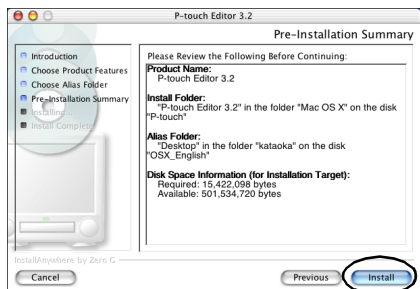 P-touch Editor 3.2
Pre-Installation Summary
Introduction
Choose Product Features
Choose Alias Folder
Pre-Installation Summary
Installing...
Install Complete
Please Review the Following Before Continuing:
Product Name:
P-touch Editor 3.2
Install Folder:
"P-touch Editor 3.2" in the folder "Mac OS X" on the disk
"P-touch"
Alias Folder:
"Desktop" in the folder "kataoka" on the disk
"OSX_English"
Disk Space Information (for Installation Target):
Required: 15,422,098 bytes
Available: 501,534,720 bytes
InstallAnywhere by Zero G
Cancel
Previous
Install